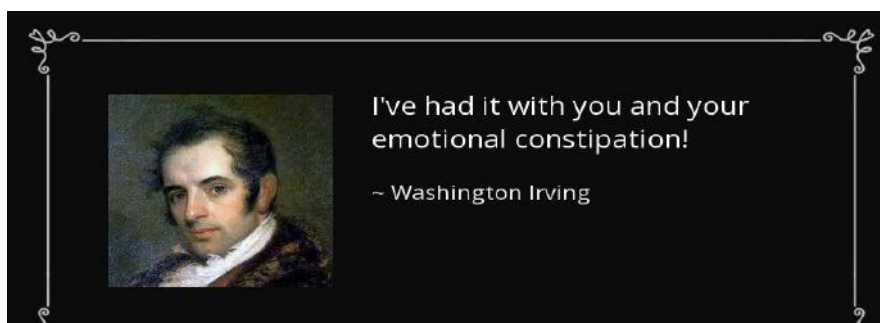 I've had it with you and your
emotional constipation!
~ Washington Irving